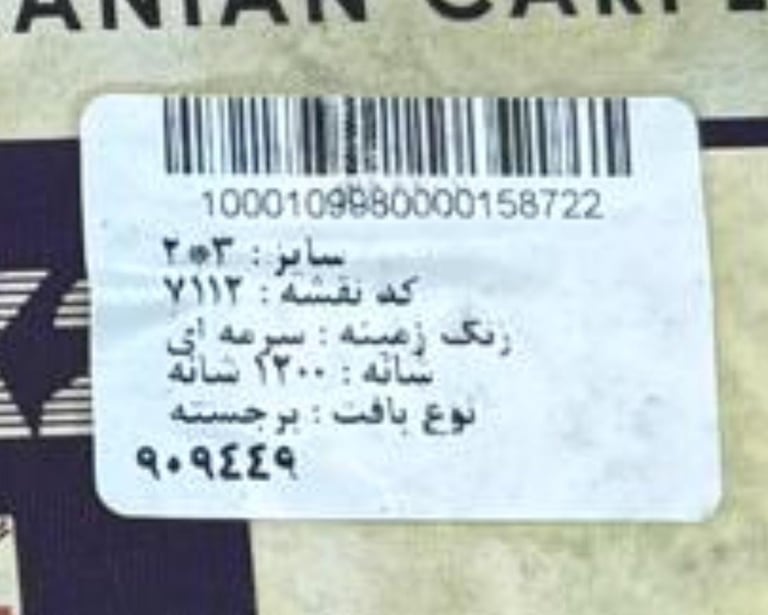 ANIAN CARPE
1000109980000158722
سایز : ۲*۳
کد نقشه : ۷۱۱۲
رنگ زمینه : سرمه ای
شانه : ۱۲۰۰ شانه
نوع بافت : برجسته
۹۰۹٤٤۹